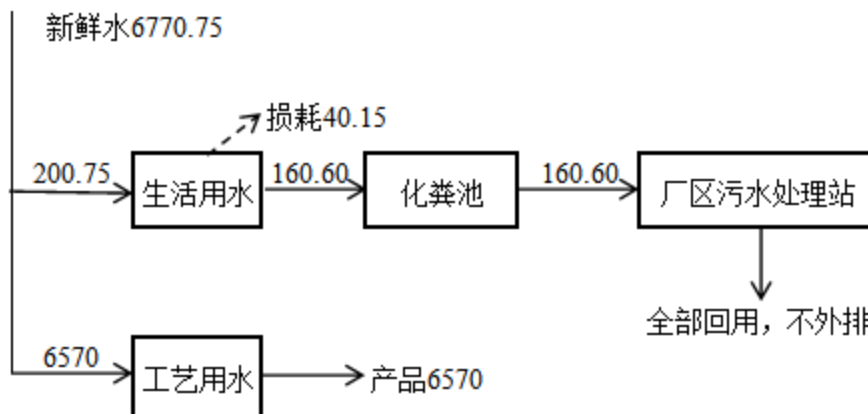 新鲜水6770.75
损耗40.15
200.75
生活用水
160.60
化粪池
160.60
厂区污水处理站
全部回用，不外排
6570
工艺用水
产品6570